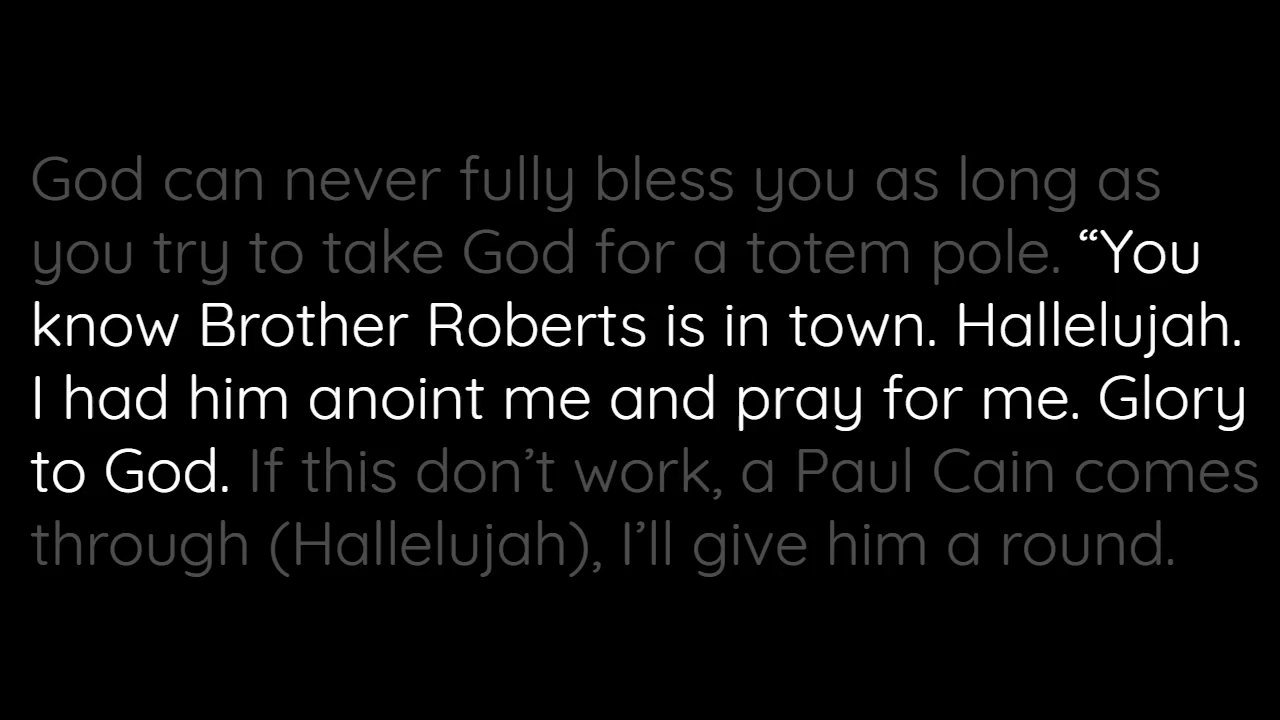 God can never fully bless you as long as
you try to take God for a totem pole. “You
know Brother Roberts is in town. Hallelujah.
I had him anoint me and pray for me. Glory
to God. If this don’t work, a Paul Cain comes
through (Hallelujah), I’ll give him a round.